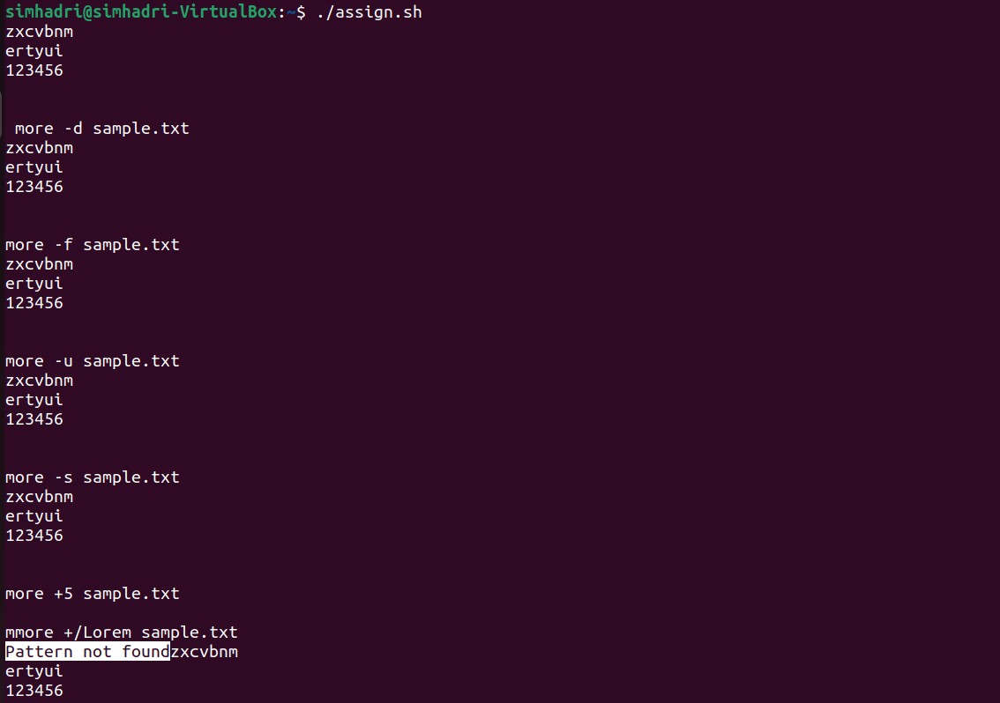 simhadri@simhadri-VirtualBox:~$ ./assign.sh
zxcvbnm
ertyui
123456
more -d sample.txt
zxcvbnm
ertyui
123456
more -f sample.txt
zxcvbnm
ertyui
123456
more -u sample.txt
zxcvbnm
ertyui
123456
more -s sample.txt
zxcvbnm
ertyui
123456
more +5 sample.txt
mmore +/Lorem sample.txt
Pattern not foundzxcvbnm
ertyui
123456